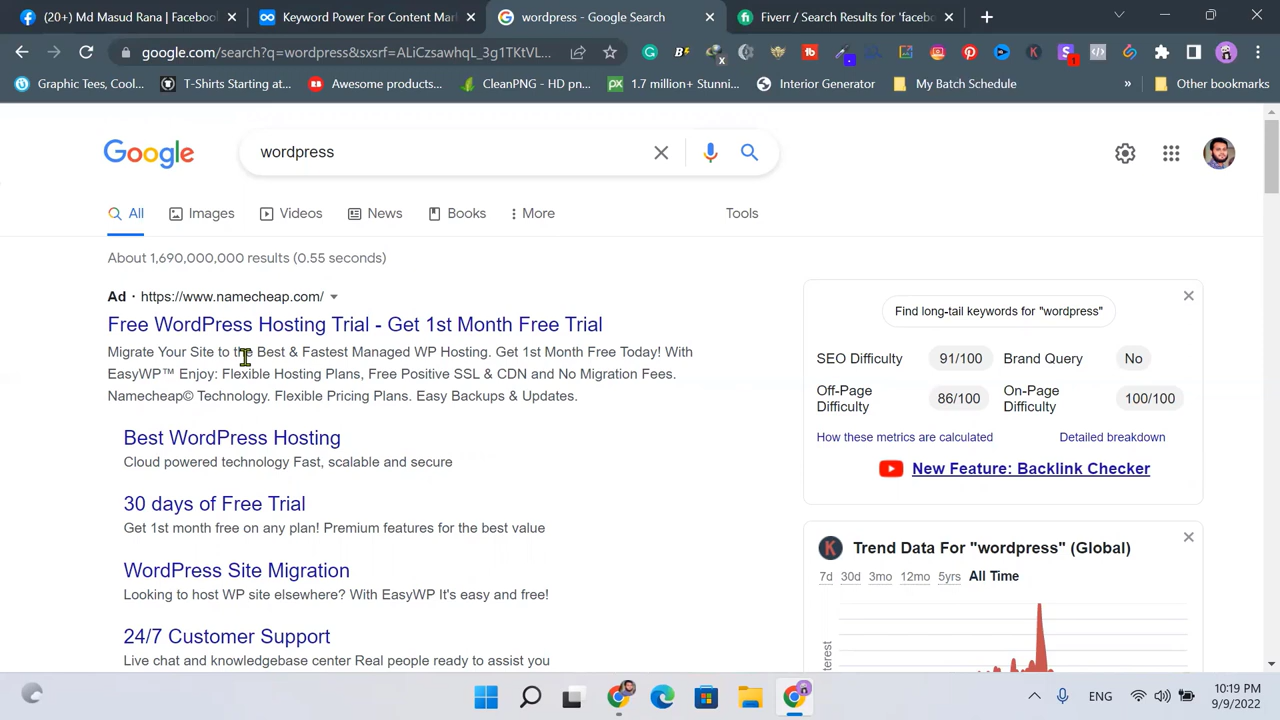 (20+) Md Masud Rana | Facebool
Keyword Power For Content Mar
wordpress - Google Search
Fiverr / Search Results for 'facebo
google.com/search?q=wordpress&sxsrf=ALiCzsawhqL_3g1TKtVL...
Graphic Tees, Cool...
T-Shirts Starting at...
Awesome products...
CleanPNG - HD pn...
1.7 million+ Stunni...
Interior Generator
My Batch Schedule
»
Other bookmarks
Google
wordpress
All
Images
Videos
News
Books
More
Tools
About 1,690,000,000 results (0.55 seconds)
Ad · https://www.namecheap.com/
Free WordPress Hosting Trial - Get 1st Month Free Trial
Migrate Your Site to the Best & Fastest Managed WP Hosting. Get 1st Month Free Today! With
EasyWP™ Enjoy: Flexible Hosting Plans, Free Positive SSL & CDN and No Migration Fees.
Namecheap© Technology. Flexible Pricing Plans. Easy Backups & Updates.
Best WordPress Hosting
Cloud powered technology Fast, scalable and secure
30 days of Free Trial
Get 1st month free on any plan! Premium features for the best value
WordPress Site Migration
Looking to host WP site elsewhere? With EasyWP It's easy and free!
24/7 Customer Support
Live chat and knowledgebase center Real people ready to assist you
Find long-tail keywords for "wordpress"
SEO Difficulty 91/100 Brand Query No
Off-Page Difficulty 86/100 On-Page Difficulty 100/100
How these metrics are calculated
Detailed breakdown
New Feature: Backlink Checker
Trend Data For "wordpress" (Global)
7d 30d 3mo 12mo 5yrs All Time
ENG
10:19 PM
9/9/2022